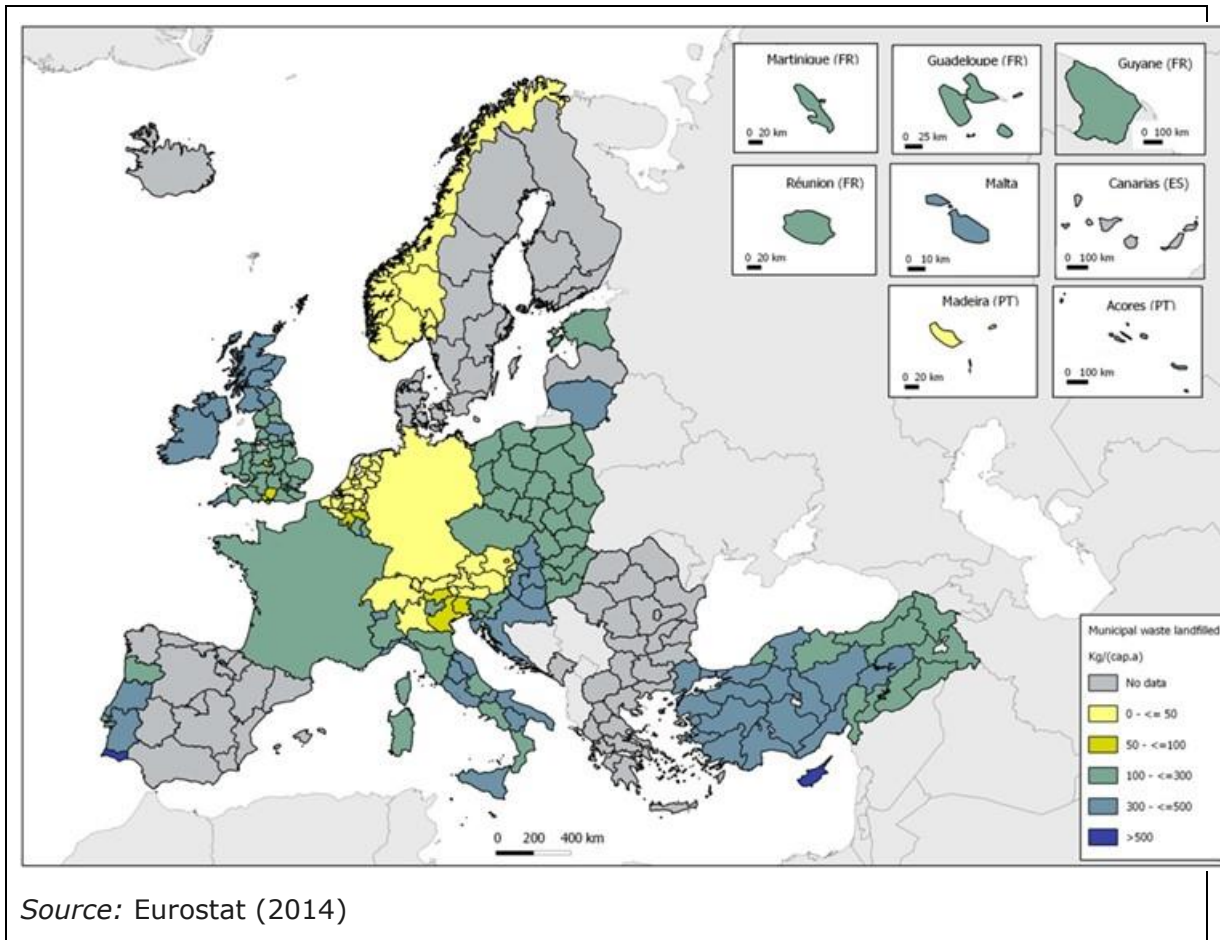 Martinique (FR)
0 20 km
Guadeloupe (FR)
0 25 km
Guyane (FR)
0 100 km
Réunion (FR)
0 20 km
Malta
0 10 km
Canarias (ES)
0 100 km
Madeira (PT)
0 20 km
Acores (PT)
0 100 km
Municipal waste landfilled
Kg/(cap.a)
No data
0 - <= 50
50 - <=100
100 - <=300
300 - <=500
>500
0 200 400 km
Source: Eurostat (2014)